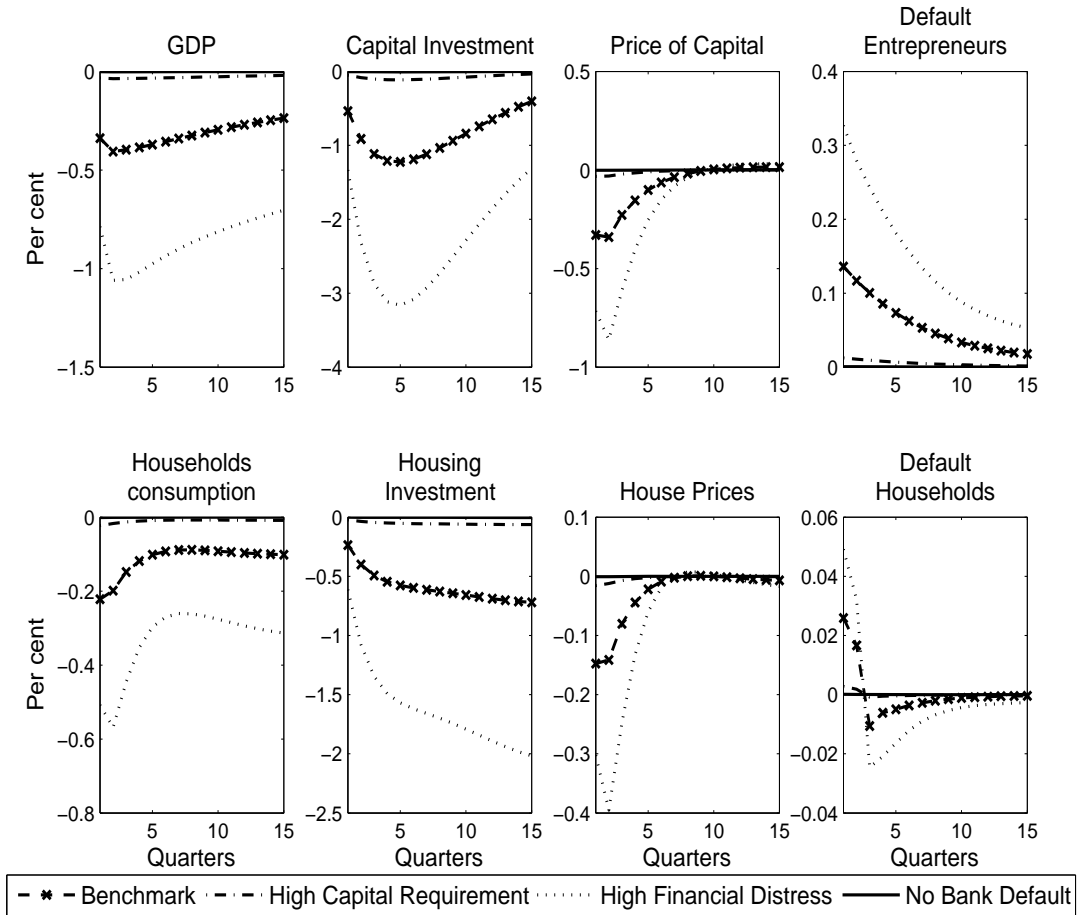 GDP
Capital Investment
Price of Capital
Default
Entrepreneurs
Per cent
0
−0.5
−1
−1.5
5
10
15
0
−1
−2
−3
−4
5
10
15
0.5
0
−0.5
−1
5
10
15
0.4
0.3
0.2
0.1
0
5
10
15
Households
consumption
Housing
Investment
House Prices
Default
Households
Per cent
0
−0.2
−0.4
−0.6
−0.8
5
10
15
Quarters
0
−0.5
−1
−1.5
−2
−2.5
5
10
15
Quarters
0.1
0
−0.1
−0.2
−0.3
−0.4
5
10
15
Quarters
0.06
0.04
0.02
0
−0.02
−0.04
5
10
15
Quarters
Benchmark
High Capital Requirement
High Financial Distress
No Bank Default